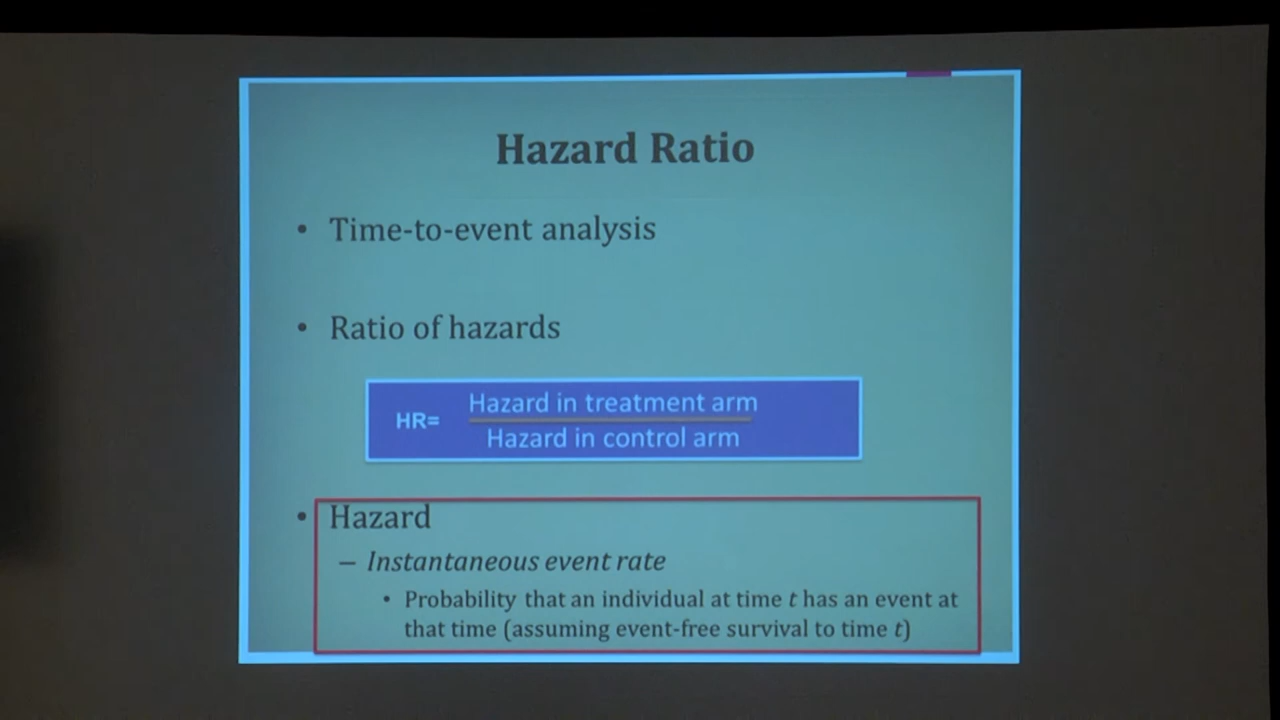 Hazard Ratio
• Time-to-event analysis
• Ratio of hazards
HR= Hazard in treatment arm
Hazard in control arm
• Hazard
– Instantaneous event rate
• Probability that an individual at time t has an event at
that time (assuming event-free survival to time t)